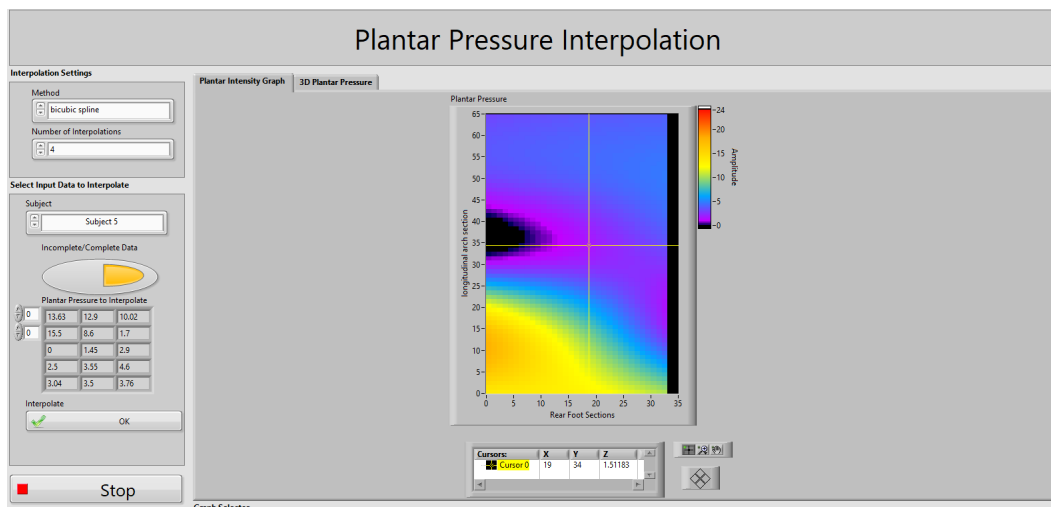 Plantar Pressure Interpolation
Interpolation Settings
Method
bicubic spline
Number of Interpolations
4
Select Input Data to Interpolate
Subject
Subject 5
Incomplete/Complete Data
Plantar Pressure to Interpolate
0 13.63 12.9 10.02
0 15.5 8.6 1.7
0 1.45 2.9
2.5 3.55 4.6
3.04 3.5 3.76
Interpolate
OK
Stop
Plantar Intensity Graph 3D Plantar Pressure
Plantar Pressure
65
60
55
50
45
40
35
30
25
20
15
10
5
0
longitudinal arch section
0 5 10 15 20 25 30 35
Rear Foot Sections
24
20
15
10
5
0
Amplitude
Cursors: X Y Z
Cursor 0 19 34 1.51183